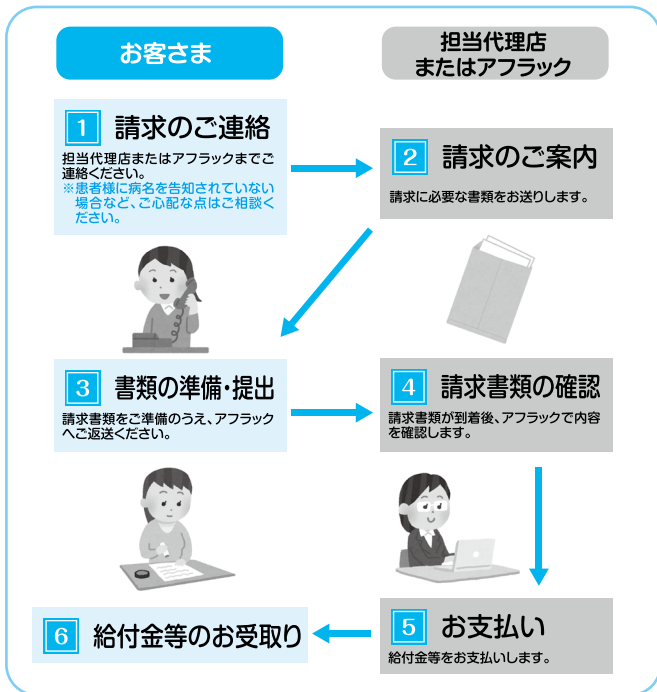 お客さま
担当代理店
またはアフラック
1 請求のご連絡
担当代理店またはアフラックまでご
連絡ください。
※患者様に病名を告知されていない
場合など、ご心配な点はご相談く
ださい。
2 請求のご案内
請求に必要な書類をお送りします。
3 書類の準備・提出
請求書類をご準備のうえ、アフラック
へご返送ください。
4 請求書類の確認
請求書類が到着後、アフラックで内容
を確認します。
5 お支払い
給付金等をお支払いします。
6 給付金等のお受取り